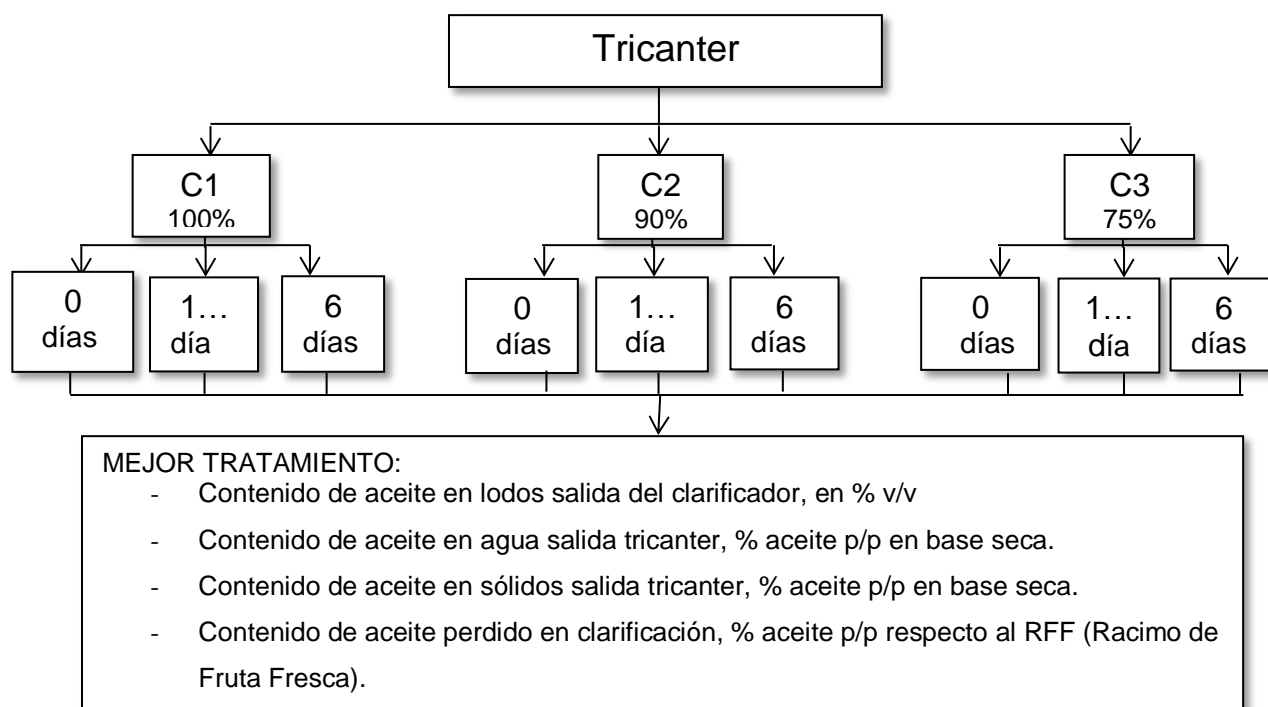 Tricanter
C1
100%
C2
90%
C3
75%
0
días
1…
día
6
días
0
días
1…
día
6
días
0
días
1…
día
6
días
MEJOR TRATAMIENTO:
- Contenido de aceite en lodos salida del clarificador, en % v/v
- Contenido de aceite en agua salida tricanter, % aceite p/p en base seca.
- Contenido de aceite en sólidos salida tricanter, % aceite p/p en base seca.
- Contenido de aceite perdido en clarificación, % aceite p/p respecto al RFF (Racimo de
Fruta Fresca).